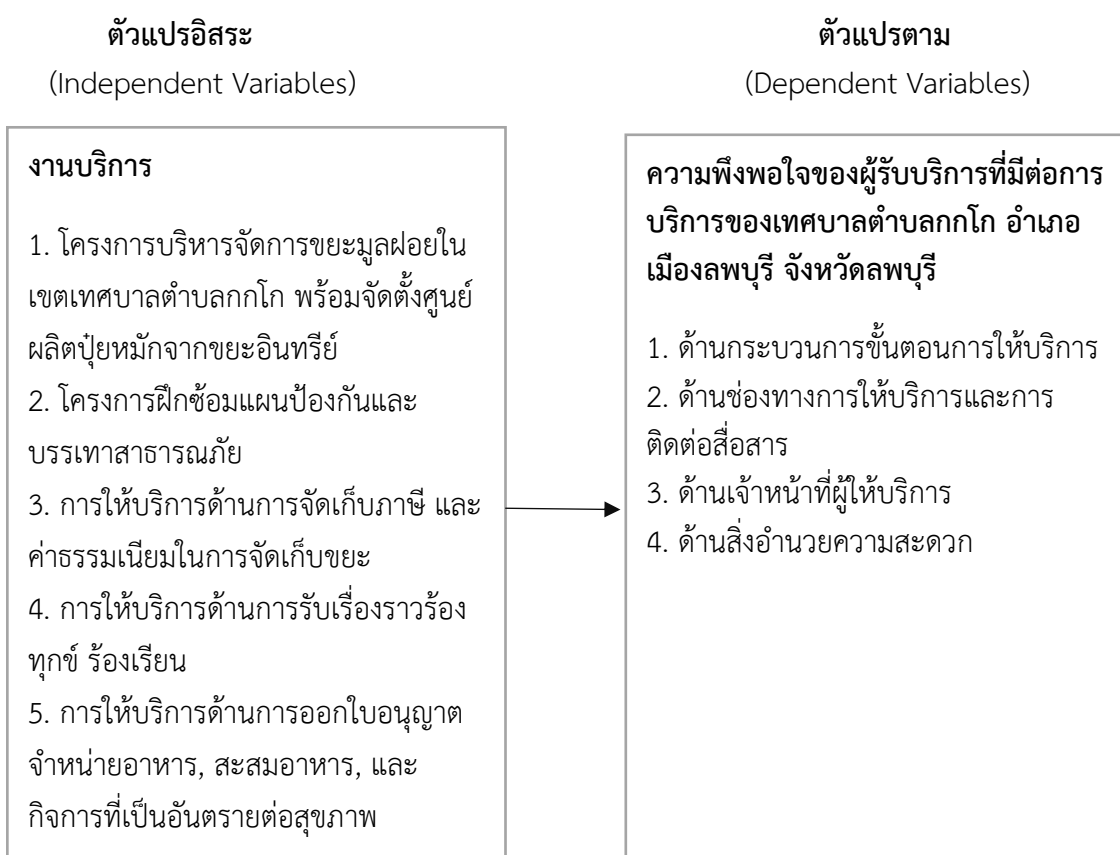 ตัวแปรอิสระ
(Independent Variables)
งานบริการ
1. โครงการบริหารจัดการขยะมูลฝอยใน
เขตเทศบาลตำบลกกโก พร้อมจัดตั้งศูนย์
ผลิตปุ๋ยหมักจากขยะอินทรีย์
2. โครงการฝึกซ้อมแผนป้องกันและ
บรรเทาสาธารณภัย
3. การให้บริการด้านการจัดเก็บภาษี และ
ค่าธรรมเนียมในการจัดเก็บขยะ
4. การให้บริการด้านการรับเรื่องราวร้อง
ทุกข์ ร้องเรียน
5. การให้บริการด้านการออกใบอนุญาต
จำหน่ายอาหาร, สะสมอาหาร, และ
กิจการที่เป็นอันตรายต่อสุขภาพ
ตัวแปรตาม
(Dependent Variables)
ความพึงพอใจของผู้รับบริการที่มีต่อการ
บริการของเทศบาลตำบลกกโก อำเภอ
เมืองลพบุรี จังหวัดลพบุรี
1. ด้านกระบวนการขั้นตอนการให้บริการ
2. ด้านช่องทางการให้บริการและการ
ติดต่อสื่อสาร
3. ด้านเจ้าหน้าที่ผู้ให้บริการ
4. ด้านสิ่งอำนวยความสะดวก